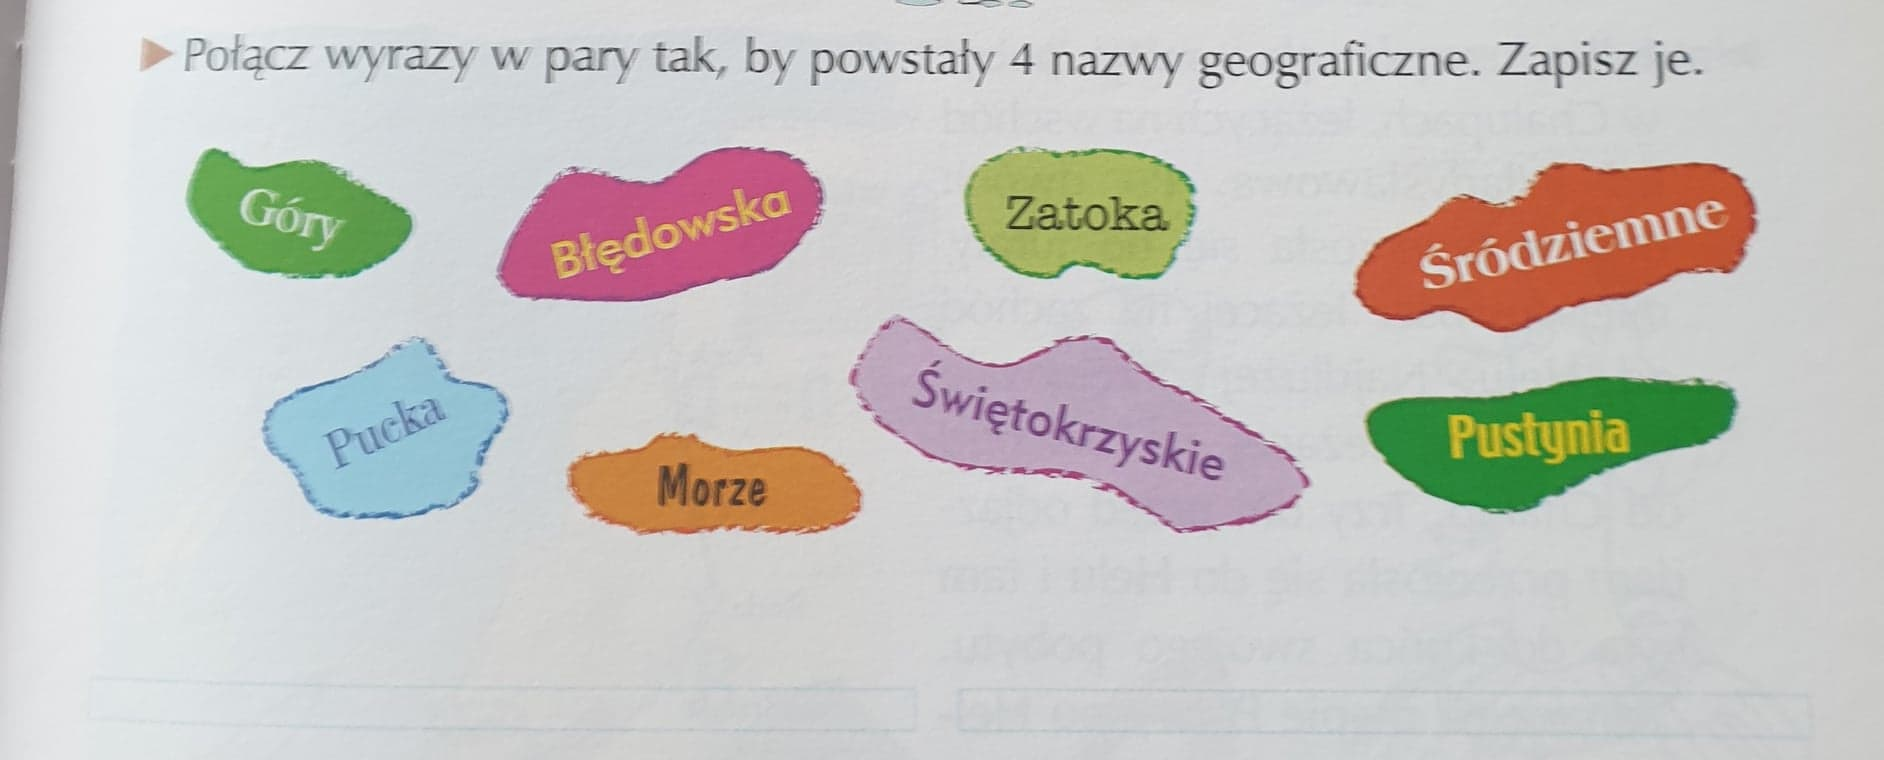 Połącz wyrazy w pary tak, by powstały 4 nazwy geograficzne. Zapisz je.
Góry
Błędowska
Zatoka
Śródziemne
Pucka
Morze
Świętokrzyskie
Pustynia